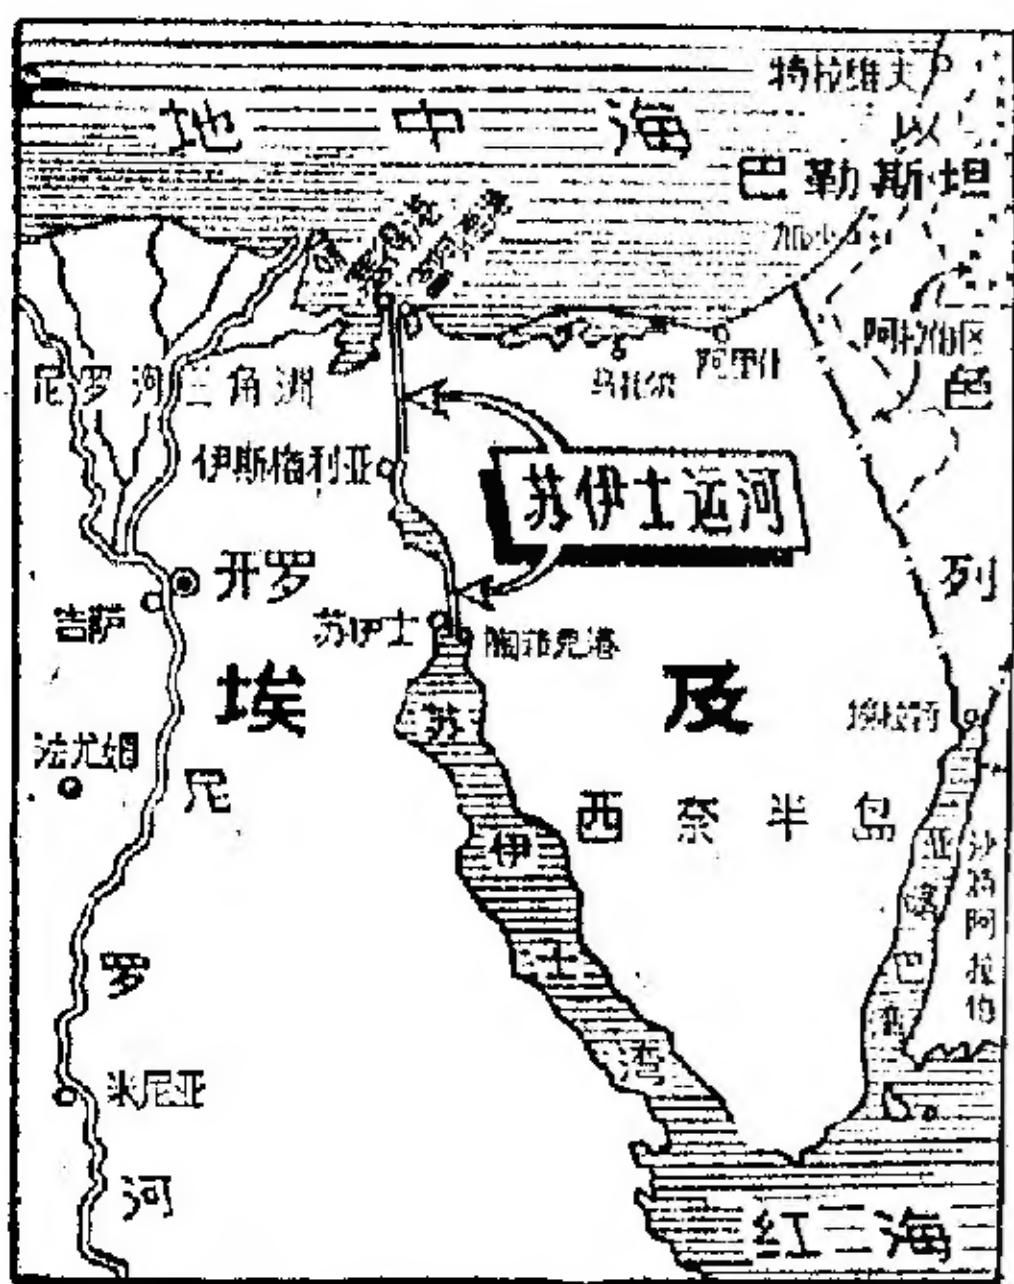 特拉维夫
地中海
以色列
巴勒斯坦
阿拉伯区
阿里什
尼罗河三角洲
伊斯梅利亚
苏伊士运河
开罗
吉萨
苏伊士
陶菲克港
埃及
法尤姆
西奈半岛
尼罗河
苏伊士湾
亚喀巴湾
沙特阿拉伯
米尼亚
红海